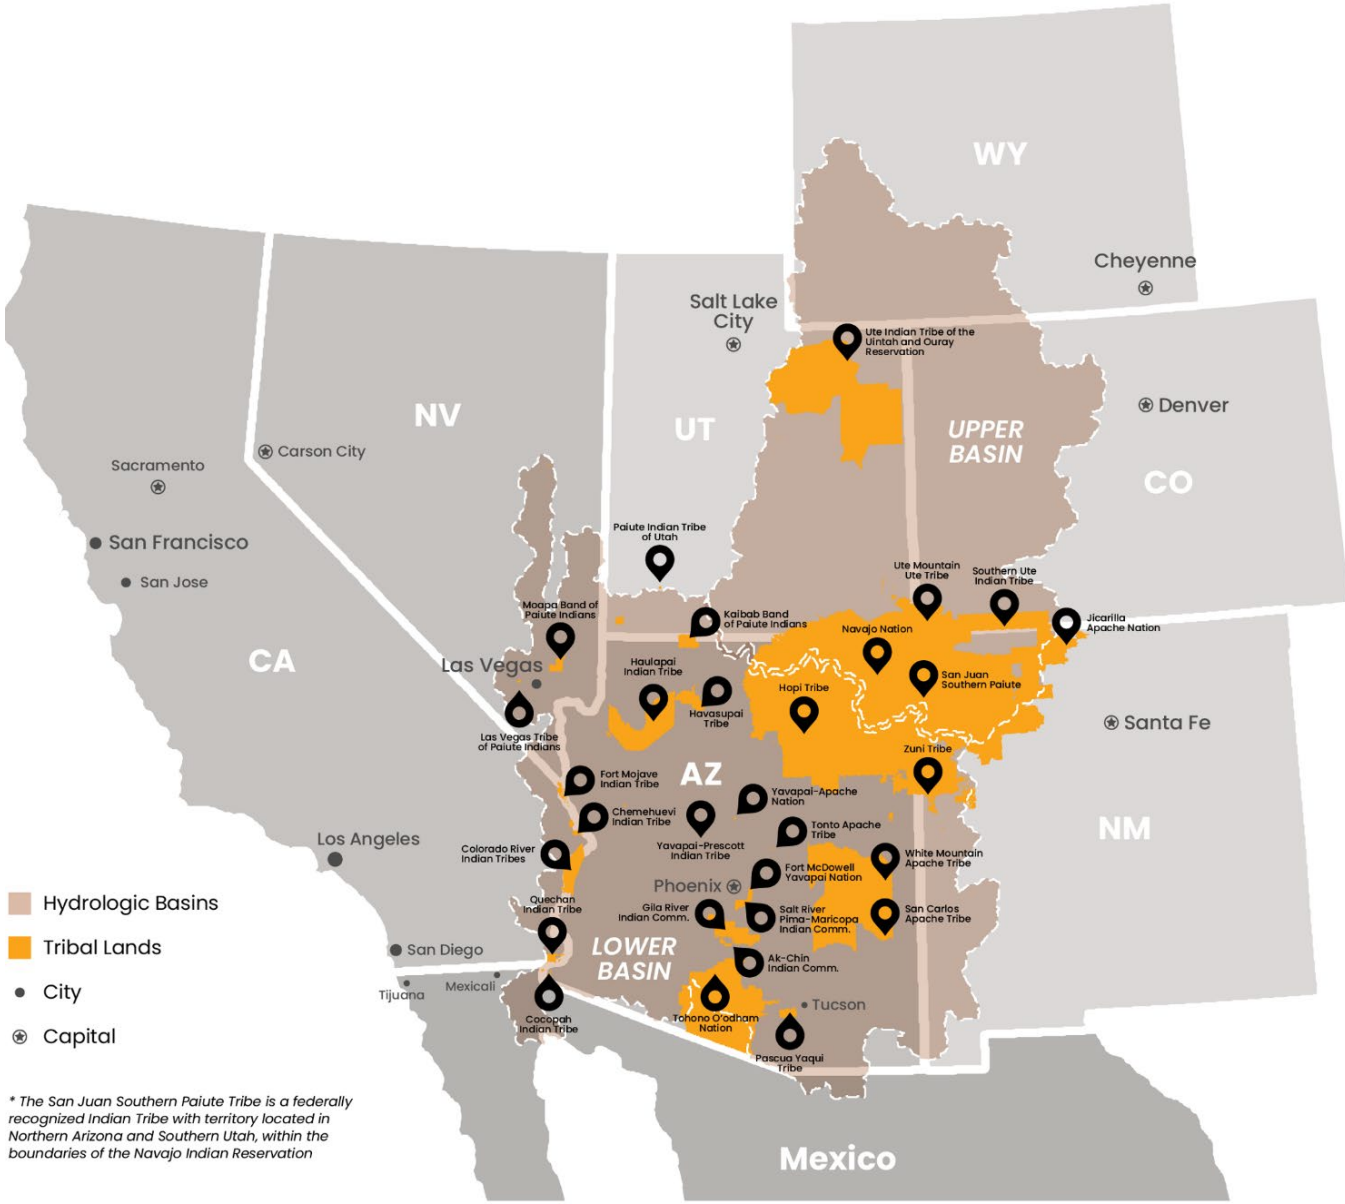 WY
Cheyenne
Salt Lake
City
Ute Indian Tribe of the
Uintah and Ouray
Reservation
NV
UT
UPPER
BASIN
Denver
CO
Carson City
Sacramento
San Francisco
San Jose
Paiute Indian Tribe
of Utah
Ute Mountain
Ute Tribe
Southern Ute
Indian Tribe
Moapa Band of
Paiute Indians
Kaibab Band
of Paiute Indians
Navajo Nation
Jicarilla
Apache Nation
CA
Las Vegas
Haulapai
Indian Tribe
Havasupai
Tribe
Hopi Tribe
San Juan
Southern Paiute
Santa Fe
Las Vegas Tribe
of Paiute Indians
Zuni Tribe
AZ
Fort Mojave
Indian Tribe
Yavapai-Apache
Nation
Chemehuevi
Indian Tribe
Tonto Apache
Tribe
NM
Los Angeles
Colorado River
Indian Tribes
Yavapai-Prescott
Indian Tribe
White Mountain
Apache Tribe
Fort McDowell
Yavapai Nation
Phoenix
Quechan
Indian Tribe
Gila River
Indian Comm.
Salt River
Pima-Maricopa
Indian Comm.
San Carlos
Apache Tribe
LOWER
BASIN
Ak-Chin
Indian Comm.
San Diego
Tijuana
Mexicali
Cocopah
Indian Tribe
Tohono O'odham
Nation
Tucson
Pascua Yaqui
Tribe
Mexico
Hydrologic Basins
Tribal Lands
City
Capital
* The San Juan Southern Paiute Tribe is a federally
recognized Indian Tribe with territory located in
Northern Arizona and Southern Utah, within the
boundaries of the Navajo Indian Reservation